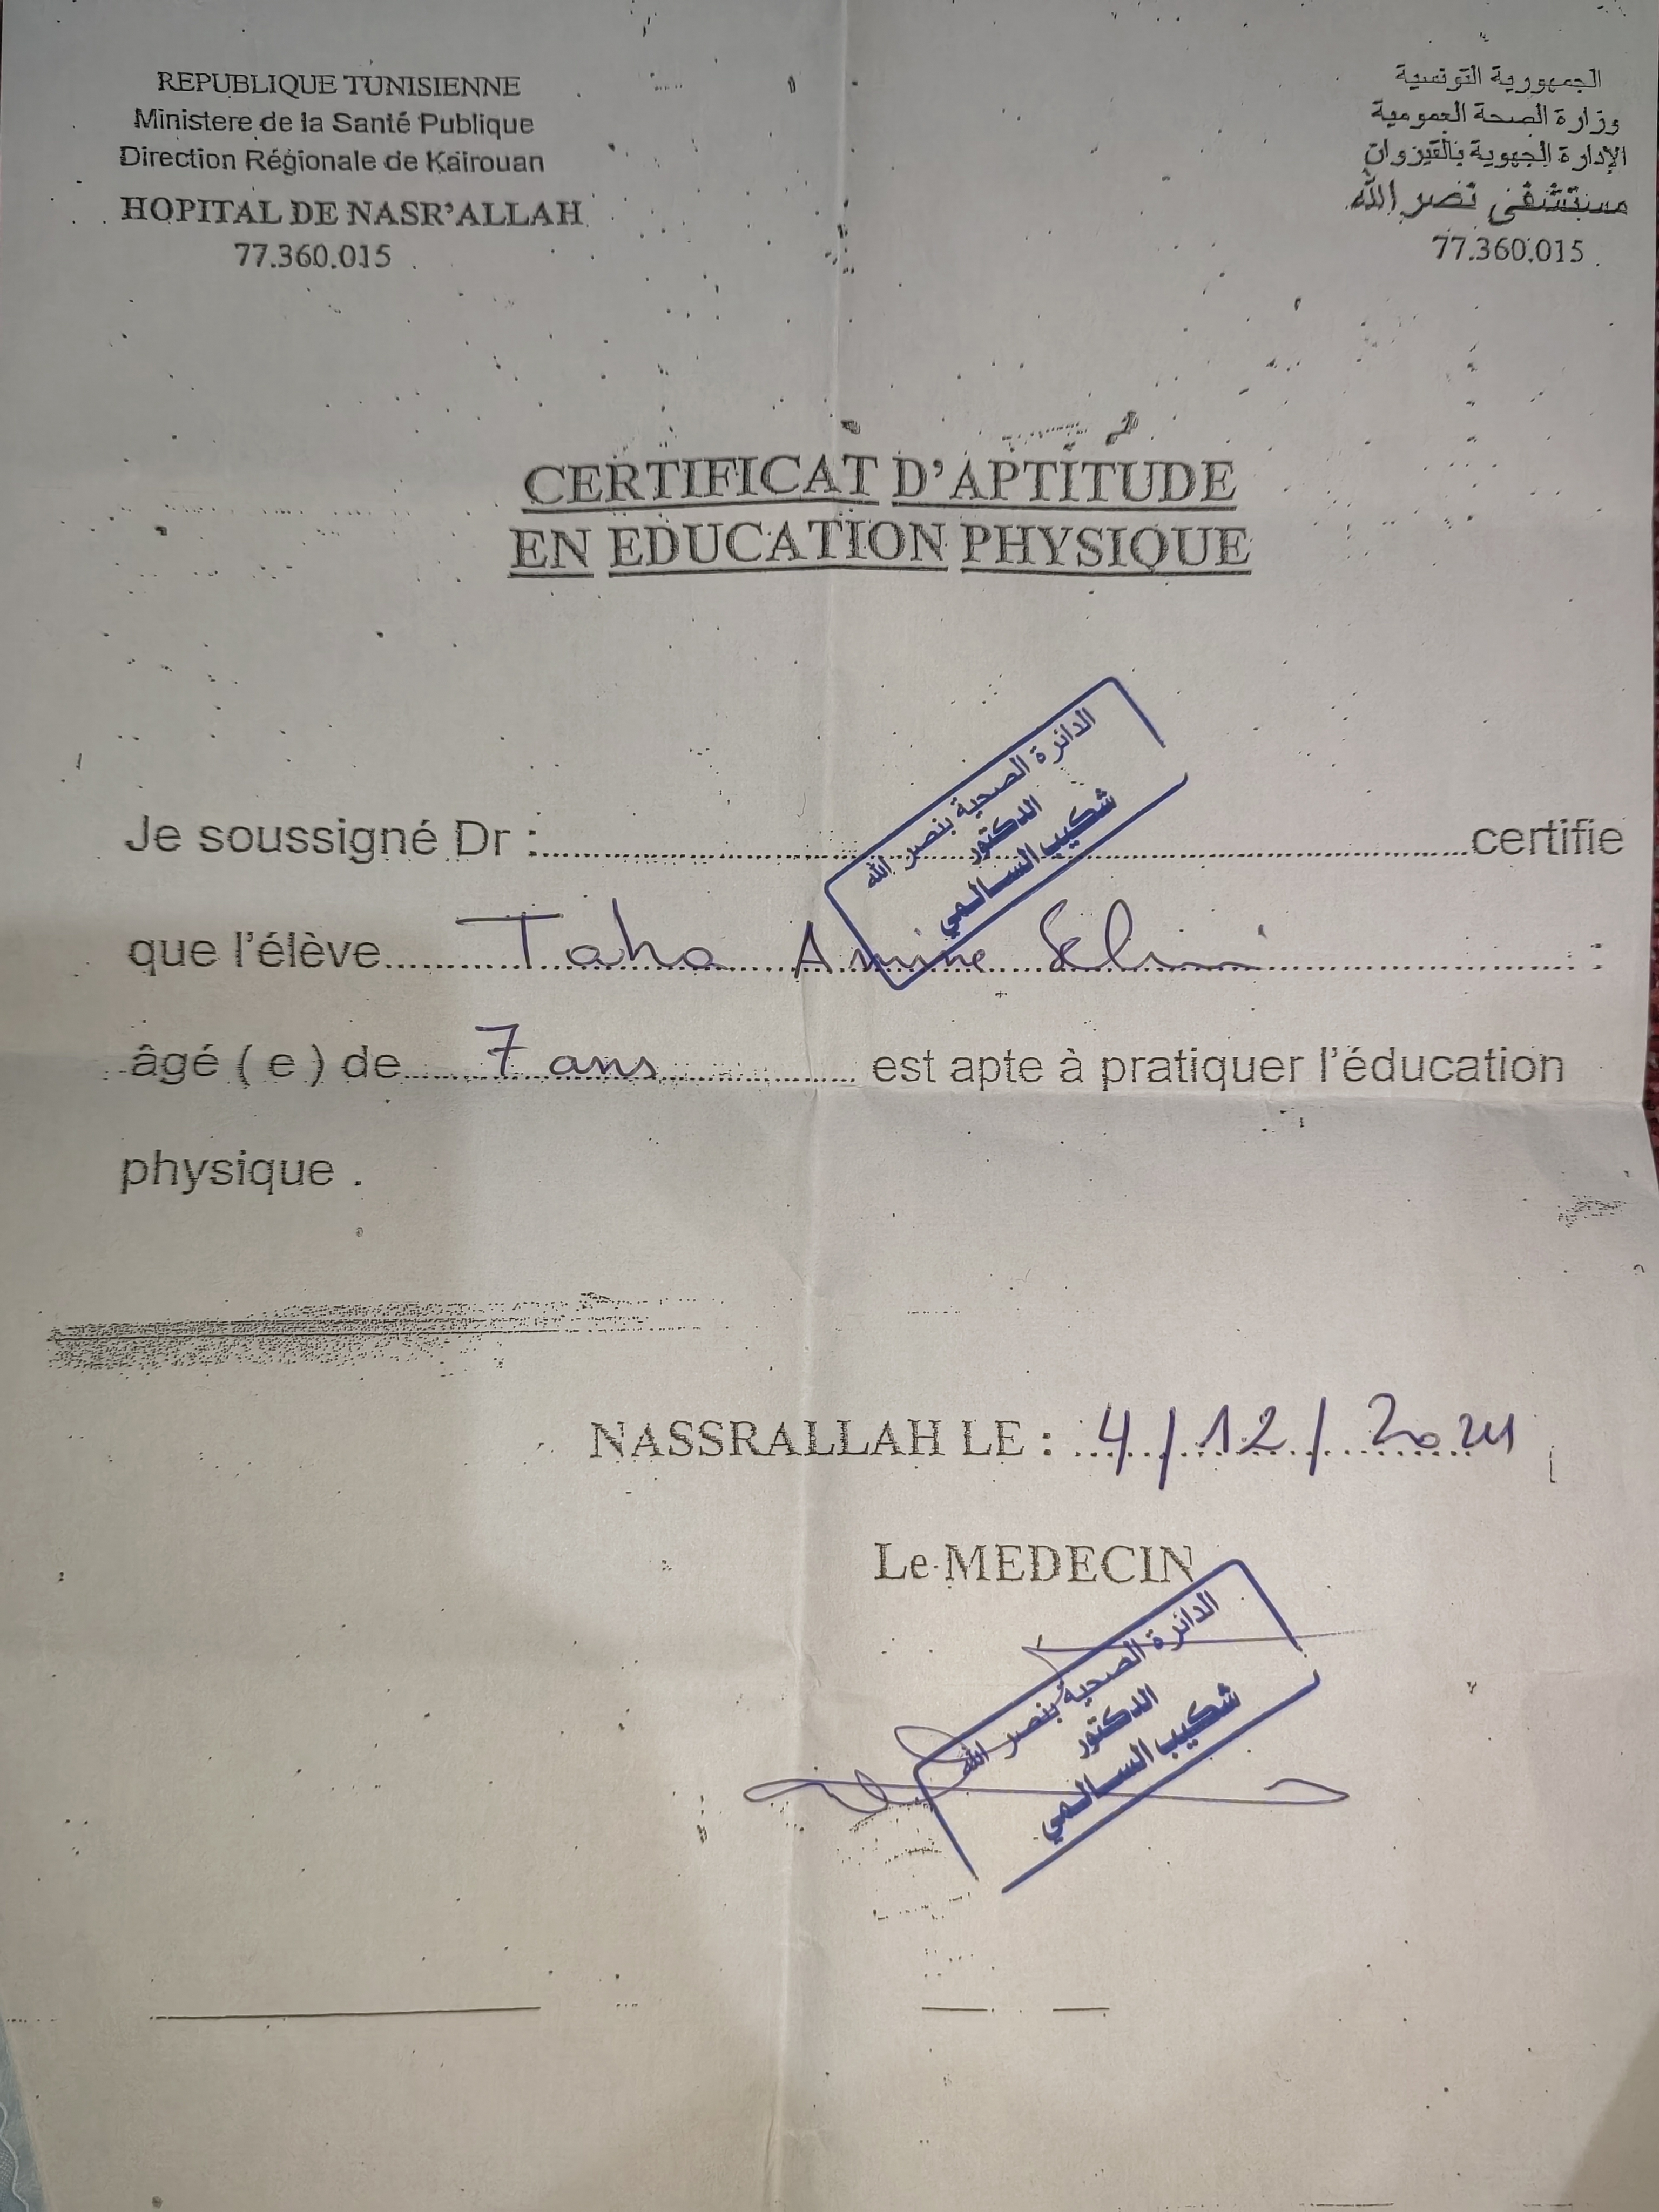 REPUBLIQUE TUNISIENNE
Ministere de la Santé Publique
Direction Régionale de Kairouan
HOPITAL DE NASR'ALLAH
77.360.015
الجمهورية التونسية
وزارة الصحة العمومية
الإدارة الجهوية بالقيروان
مستشفى نصر الله
77.360.015
CERTIFICAT D'APTITUDE
EN EDUCATION PHYSIQUE
الدائرة الصحية بنصر الله
الدكتور
شكيب السالمي
Je soussigné Dr : certifie
que l'élève Taha Amine Selimi
âgé ( e ) de 7 ans est apte à pratiquer l'éducation
physique .
NASSRALLAH LE : 4/12/2024
Le MEDECIN
الدائرة الصحية بنصر الله
الدكتور
شكيب السالمي